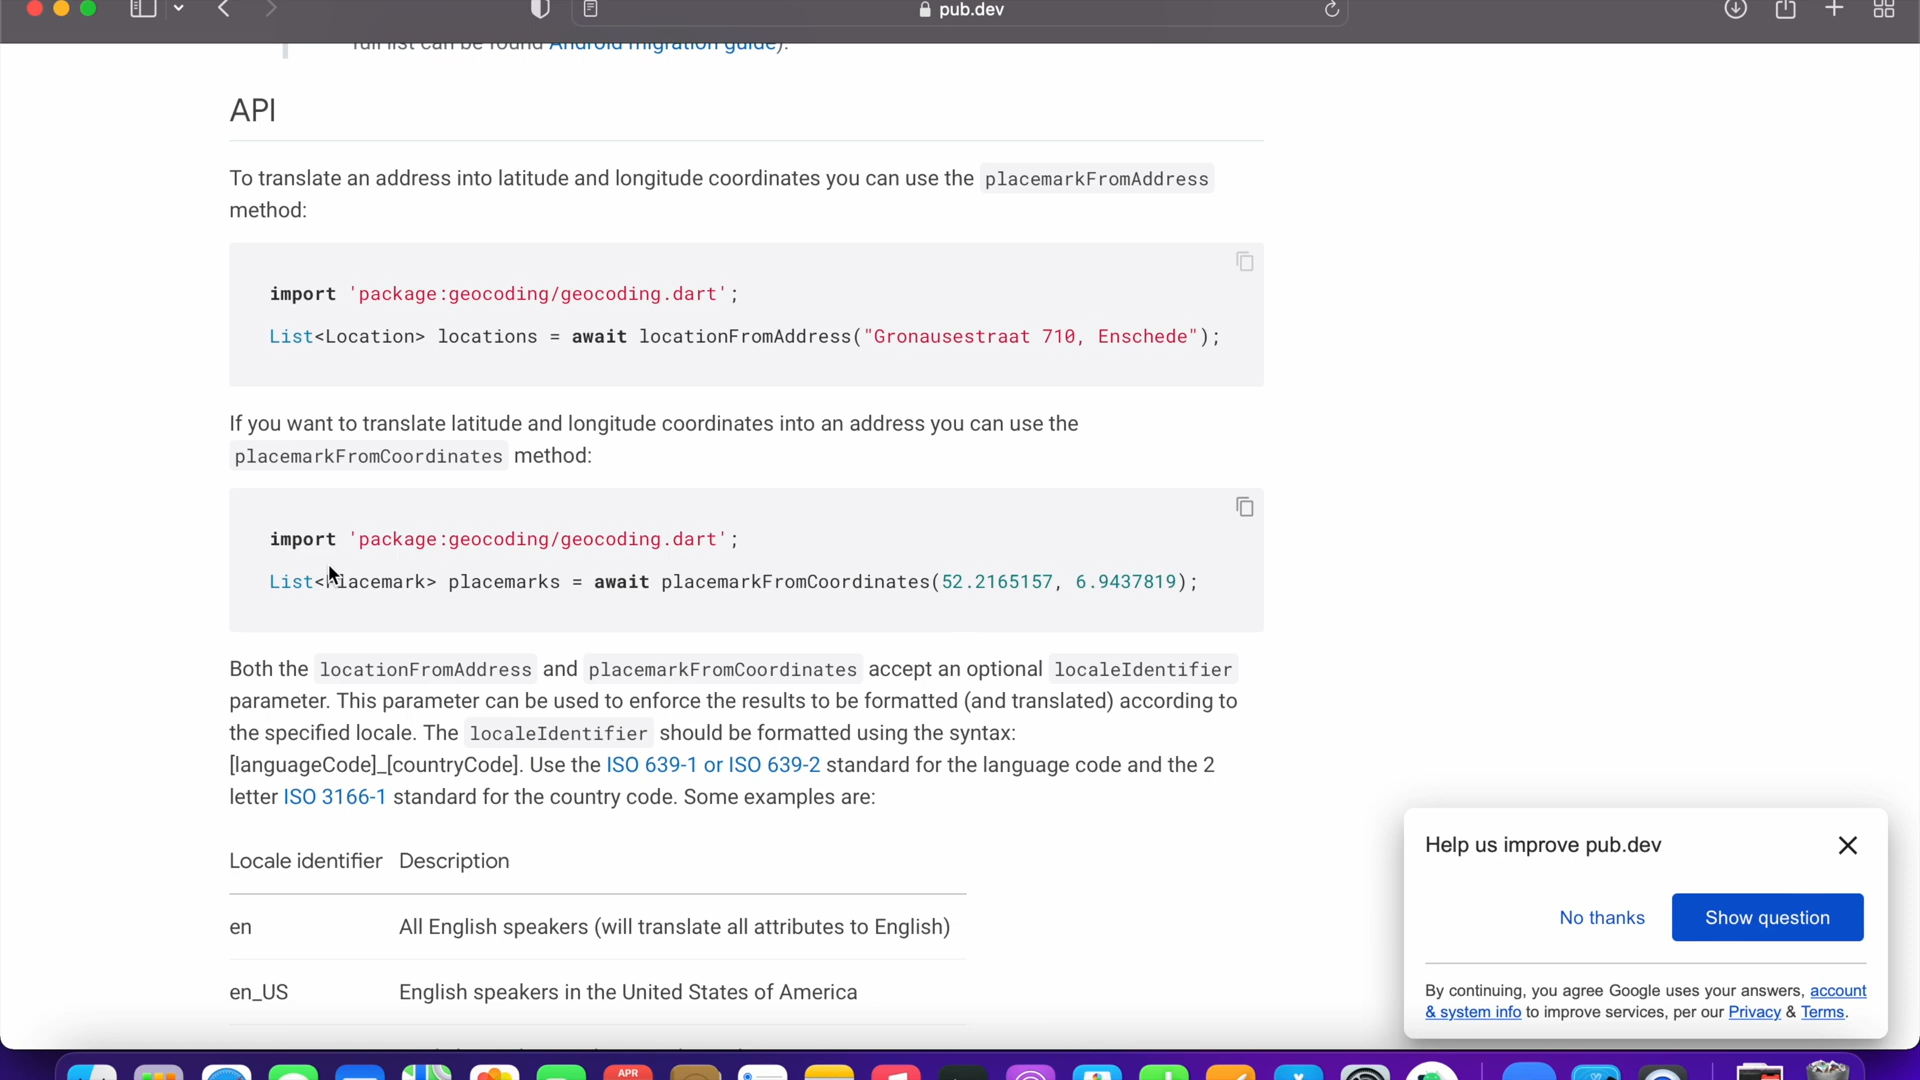 pub.dev
full list can be found Android migration guide).
API
To translate an address into latitude and longitude coordinates you can use the placemarkFromAddress
method:
import 'package:geocoding/geocoding.dart';
List<Location> locations = await locationFromAddress("Gronausestraat 710, Enschede");
If you want to translate latitude and longitude coordinates into an address you can use the
placemarkFromCoordinates method:
import 'package:geocoding/geocoding.dart';
List<Placemark> placemarks = await placemarkFromCoordinates(52.2165157, 6.9437819);
Both the locationFromAddress and placemarkFromCoordinates accept an optional localeIdentifier
parameter. This parameter can be used to enforce the results to be formatted (and translated) according to
the specified locale. The localeIdentifier should be formatted using the syntax:
[languageCode]_[countryCode]. Use the ISO 639-1 or ISO 639-2 standard for the language code and the 2
letter ISO 3166-1 standard for the country code. Some examples are:
Locale identifier Description
en All English speakers (will translate all attributes to English)
en_US English speakers in the United States of America
Help us improve pub.dev
No thanks Show question
By continuing, you agree Google uses your answers, account
& system info to improve services, per our Privacy & Terms.
APR